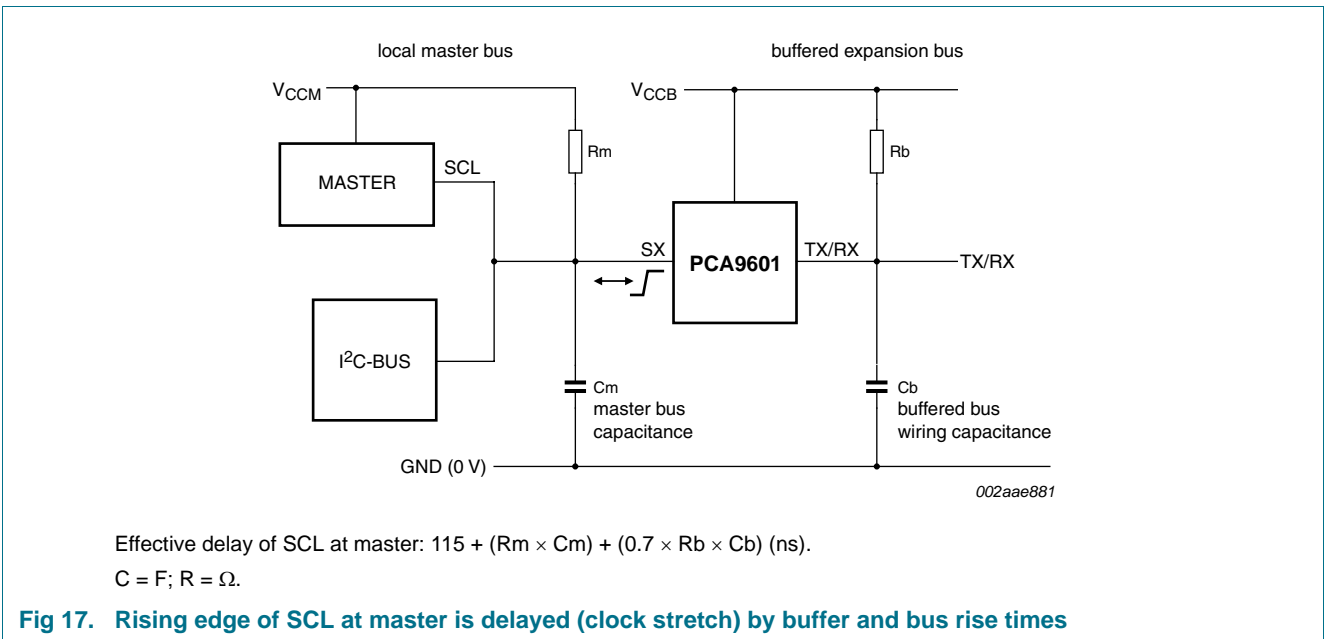 local master bus
buffered expansion bus
VCCM
VCCB
Rm
Rb
MASTER
SCL
SX
PCA9601
TX/RX
TX/RX
I2C-BUS
Cm
master bus
capacitance
Cb
buffered bus
wiring capacitance
GND (0 V)
002aae881
Effective delay of SCL at master: 115 + (Rm × Cm) + (0.7 × Rb × Cb) (ns).
C = F; R = Ω.
Fig 17. Rising edge of SCL at master is delayed (clock stretch) by buffer and bus rise times